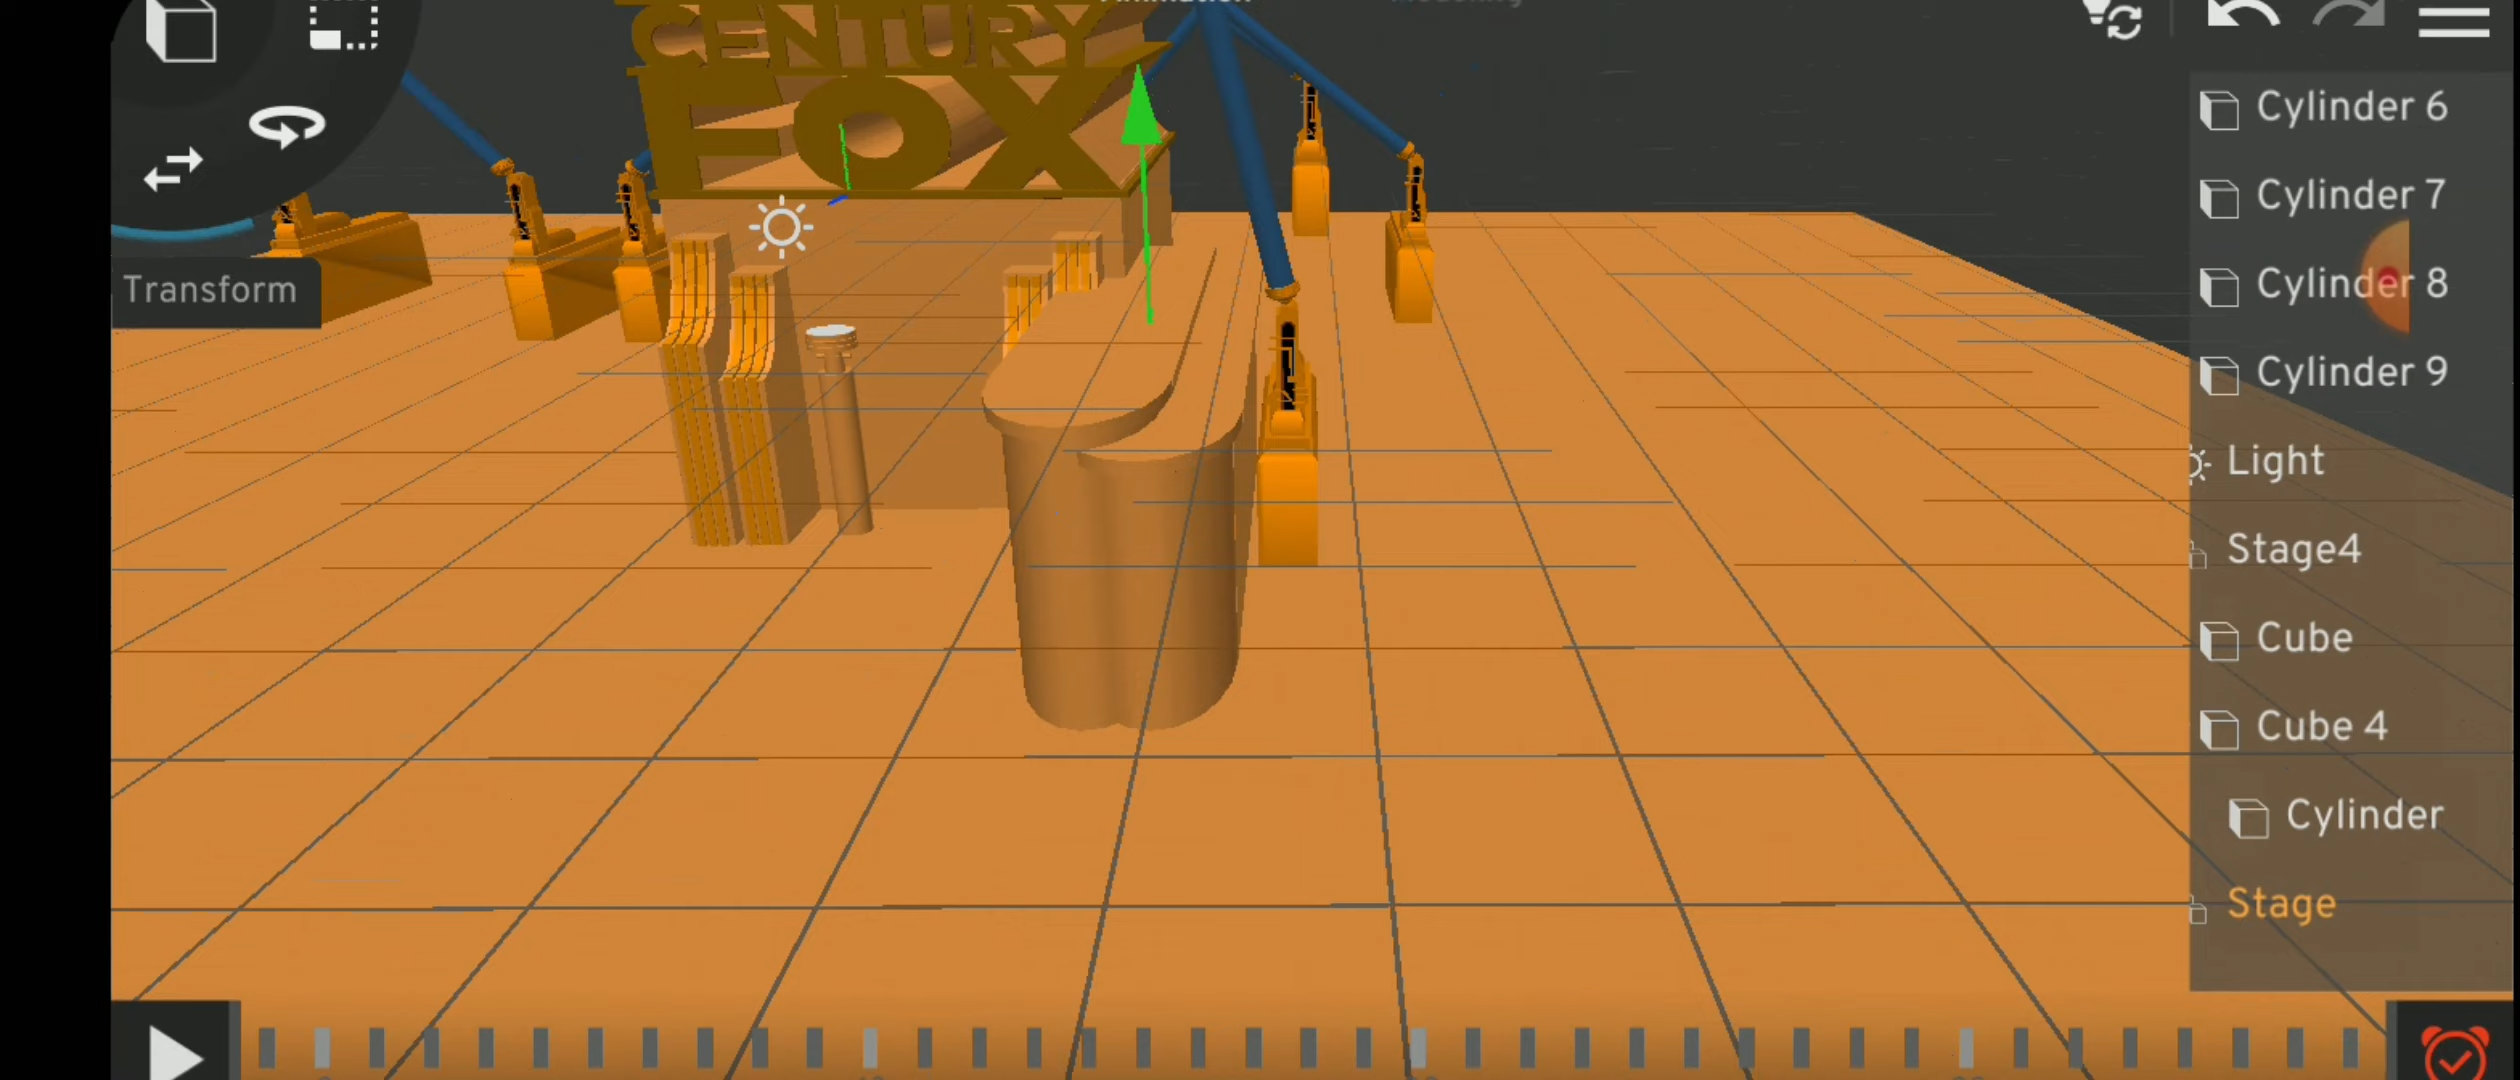 CENTURY
FOX
Transform
Cylinder 6
Cylinder 7
Cylinder 8
Cylinder 9
Light
Stage4
Cube
Cube 4
Cylinder
Stage